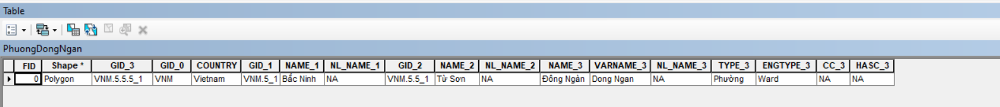 Table
PhuongDongNgan
FID Shape * GID_3 GID_0 COUNTRY GID_1 NAME_1 NL_NAME_1 GID_2 NAME_2 NL_NAME_2 NAME_3 VARNAME_3 NL_NAME_3 TYPE_3 ENGTYPE_3 CC_3 HASC_3
0 Polygon VNM.5.5.5_1 VNM Vietnam VNM.5_1 Bắc Ninh NA VNM.5.5_1 Từ Sơn NA Đông Ngàn Dong Ngan NA Phường Ward NA NA